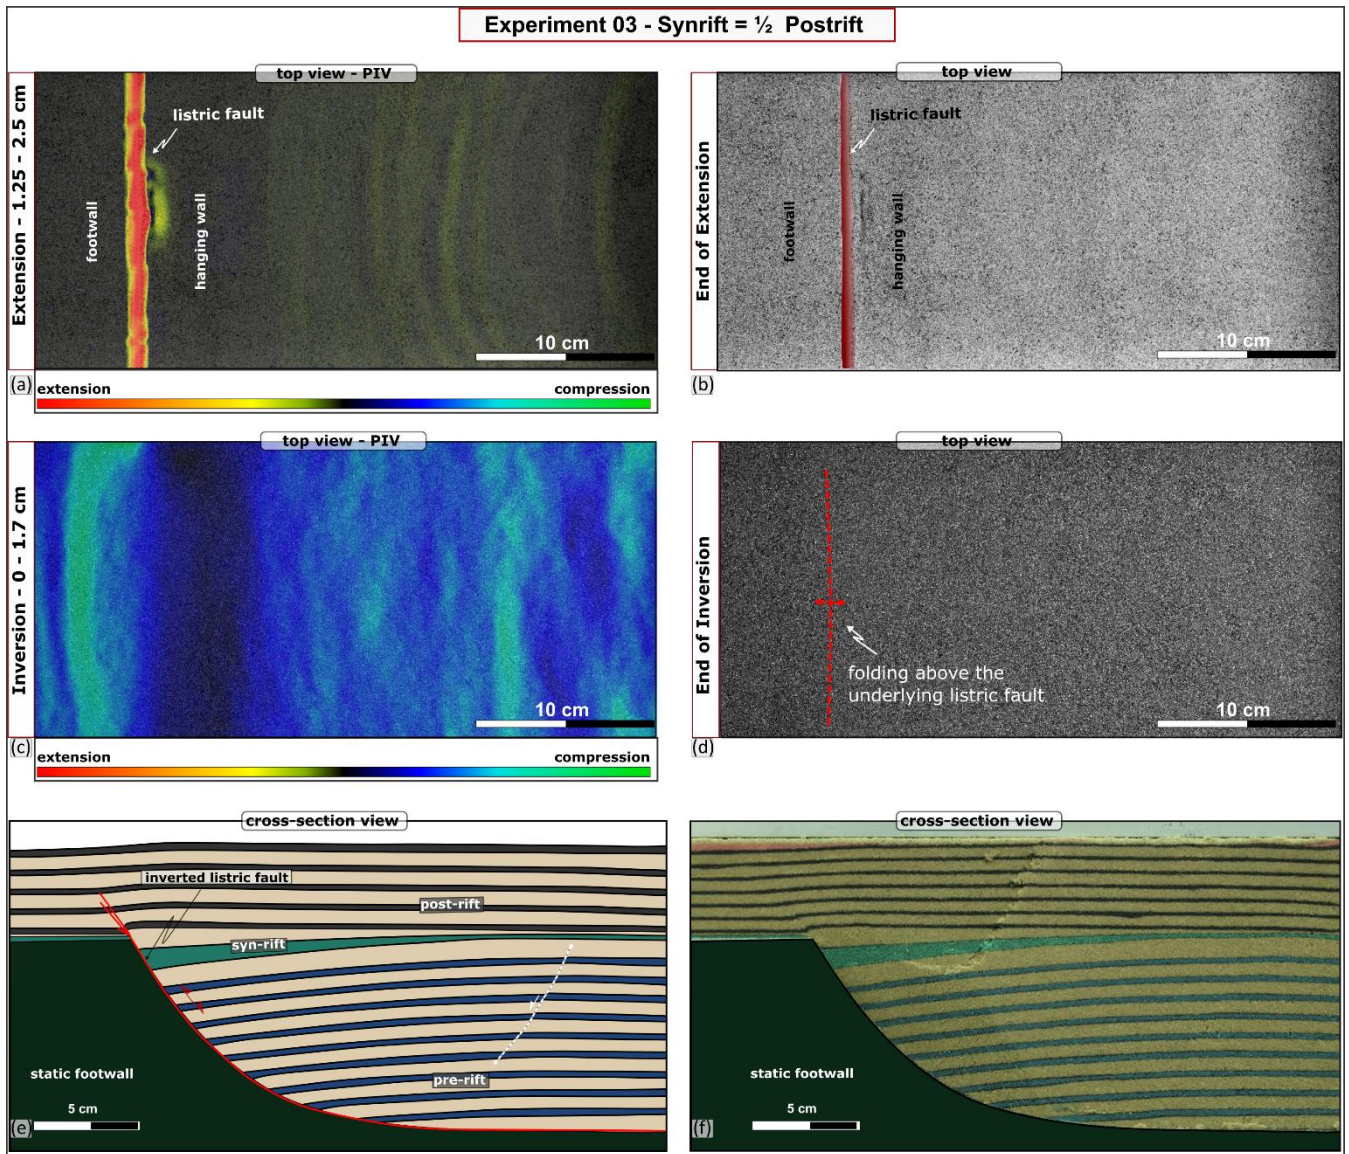 Experiment 03 - Synrift = ½ Postrift
Extension - 1.25 - 2.5 cm
top view - PIV
listric fault
footwall
hanging wall
10 cm
(a)
extension
compression
End of Extension
top view
listric fault
footwall
hanging wall
10 cm
(b)
Inversion - 0 - 1.7 cm
top view - PIV
10 cm
(c)
extension
compression
End of Inversion
top view
folding above the
underlying listric fault
10 cm
(d)
cross-section view
inverted listric fault
post-rift
syn-rift
pre-rift
static footwall
5 cm
(e)
cross-section view
static footwall
5 cm
(f)